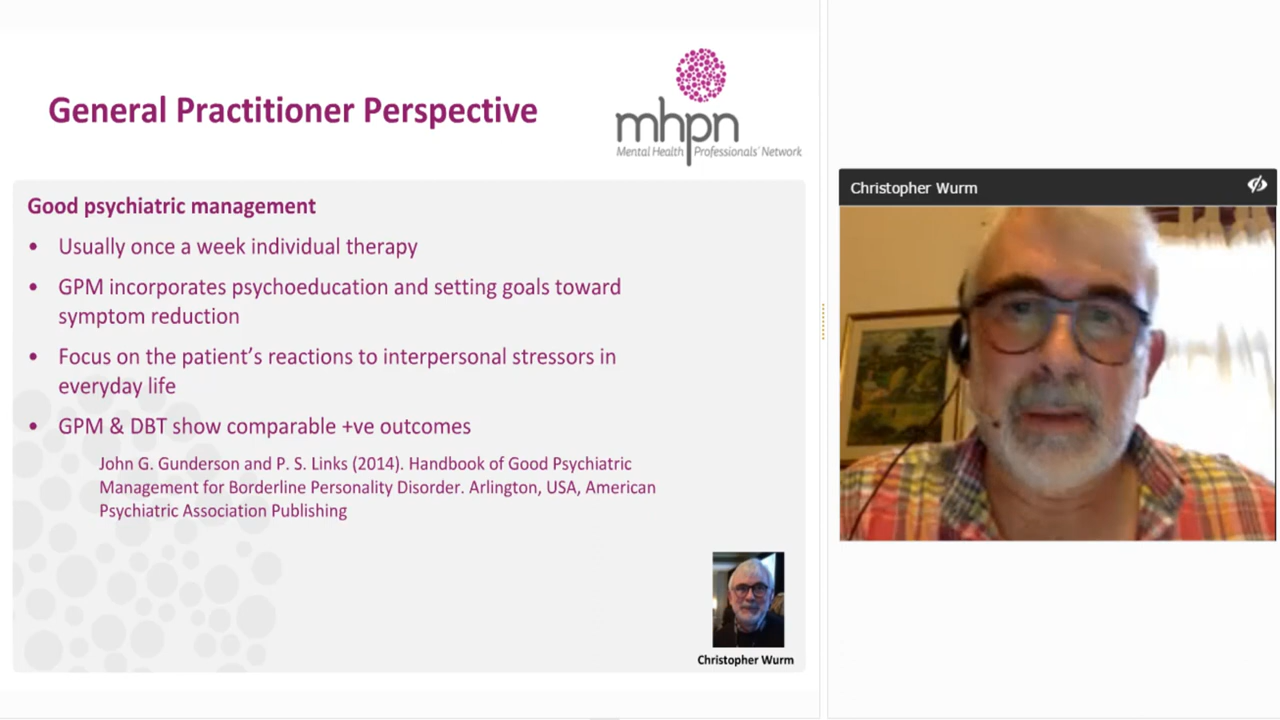 General Practitioner Perspective
mhpn
Mental Health Professionals' Network
Good psychiatric management
• Usually once a week individual therapy
• GPM incorporates psychoeducation and setting goals toward
symptom reduction
• Focus on the patient's reactions to interpersonal stressors in
everyday life
• GPM & DBT show comparable +ve outcomes
John G. Gunderson and P. S. Links (2014). Handbook of Good Psychiatric
Management for Borderline Personality Disorder. Arlington, USA, American
Psychiatric Association Publishing
Christopher Wurm
Christopher Wurm